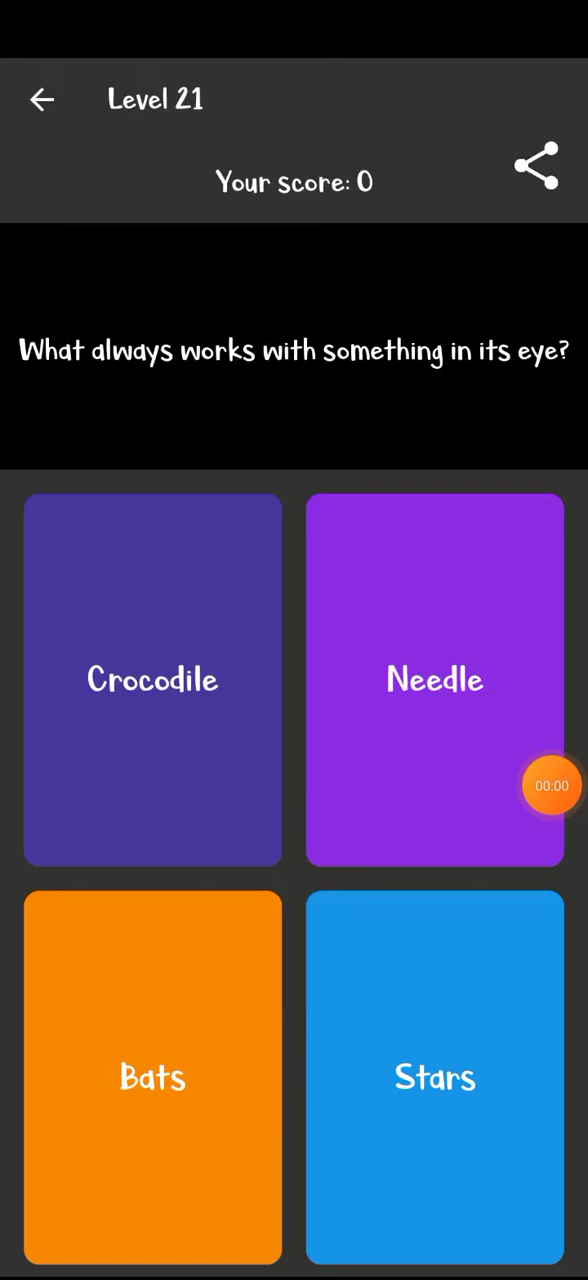 Level 21
Your score: 0
What always works with something in its eye?
Crocodile
Needle
00:00
Bats
Stars